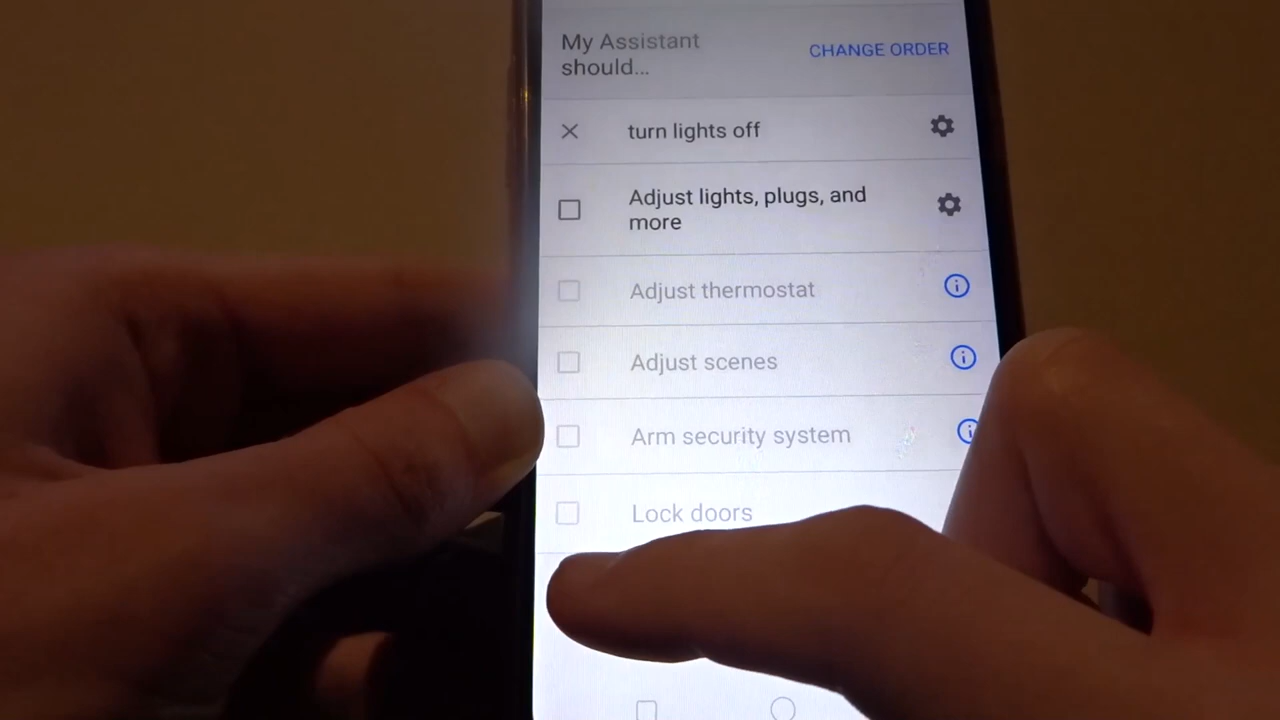 My Assistant
should...
CHANGE ORDER
turn lights off
Adjust lights, plugs, and
more
Adjust thermostat
Adjust scenes
Arm security system
Lock doors